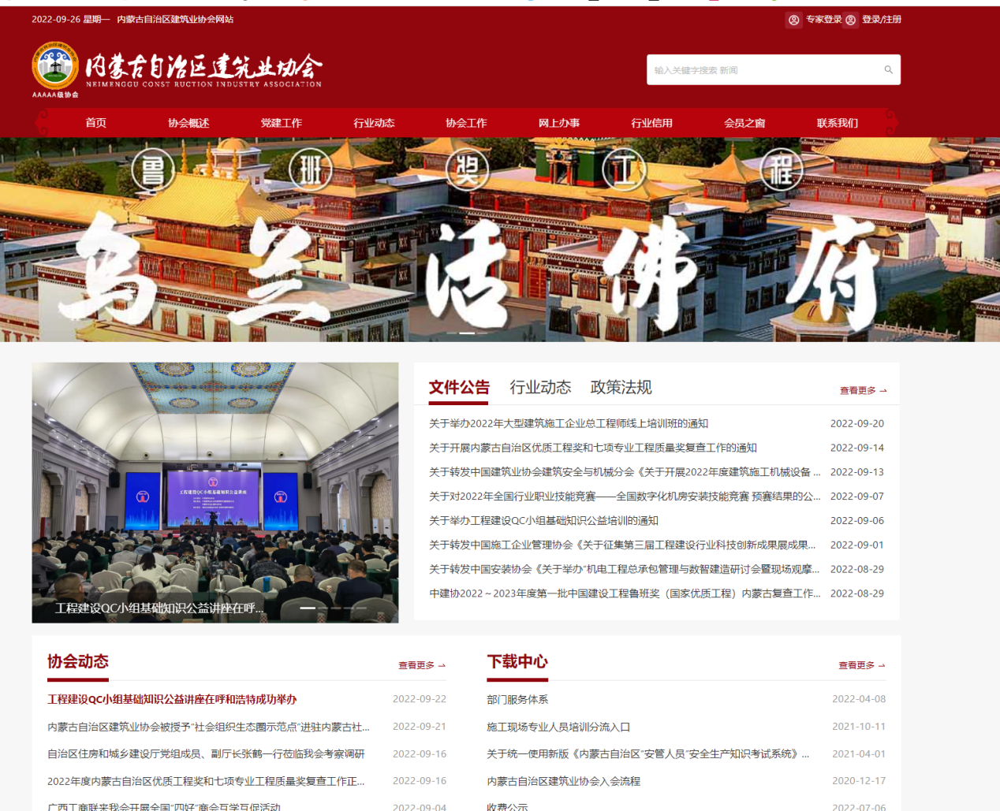 2022-09-26 星期一 内蒙古自治区建筑业协会网站
专家登录 登录/注册
内蒙古自治区建筑业协会
NEIMENGGU CONST RUCTION INDUSTRY ASSOCIATION
AAAAA级协会
输入关键字搜索 新闻
首页 协会概述 党建工作 行业动态 协会工作 网上办事 行业信用 会员之窗 联系我们
鲁班奖工程
乌兰活佛府
工程建设QC小组基础知识公益讲座
工程建设QC小组基础知识公益讲座在呼...
文件公告 行业动态 政策法规 查看更多 →
关于举办2022年大型建筑施工企业总工程师线上培训班的通知 2022-09-20
关于开展内蒙古自治区优质工程奖和七项专业工程质量奖复查工作的通知 2022-09-14
关于转发中国建筑业协会建筑安全与机械分会《关于开展2022年度建筑施工机械设备 ... 2022-09-13
关于对2022年全国行业职业技能竞赛——全国数字化机房安装技能竞赛 预赛结果的公... 2022-09-07
关于举办工程建设QC小组基础知识公益培训的通知 2022-09-06
关于转发中国施工企业管理协会《关于征集第三届工程建设行业科技创新成果展成果... 2022-09-01
关于转发中国安装协会《关于举办“机电工程总承包管理与数智建造研讨会暨现场观摩... 2022-08-29
中建协2022～2023年度第一批中国建设工程鲁班奖（国家优质工程）内蒙古复查工作... 2022-08-29
协会动态 查看更多 →
工程建设QC小组基础知识公益讲座在呼和浩特成功举办 2022-09-22
内蒙古自治区建筑业协会被授予“社会组织生态圈示范点”进驻内蒙古社... 2022-09-21
自治区住房和城乡建设厅党组成员、副厅长张鹤一行莅临我会考察调研 2022-09-16
2022年度内蒙古自治区优质工程奖和七项专业工程质量奖复查工作正... 2022-09-16
广西工商联来我会开展全国“四好”商会互学互促活动 2022-09-04
下载中心 查看更多 →
部门服务体系 2022-04-08
施工现场专业人员培训分流入口 2021-10-11
关于统一使用新版《内蒙古自治区“安管人员”安全生产知识考试系统》... 2021-04-01
内蒙古自治区建筑业协会入会流程 2020-12-17
收费公示 2022-07-06